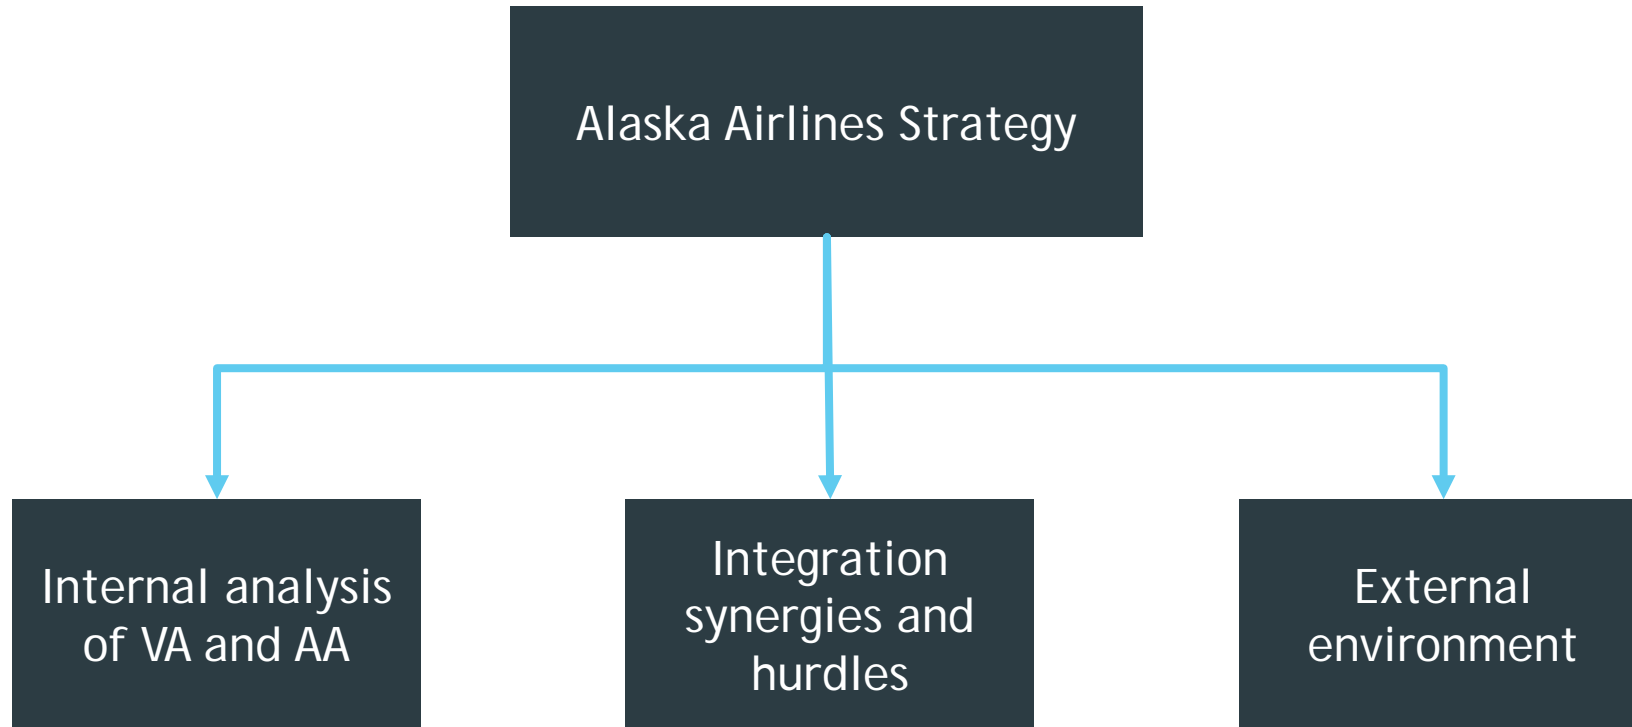 Alaska Airlines Strategy
Internal analysis
of VA and AA
Integration
synergies and
hurdles
External
environment